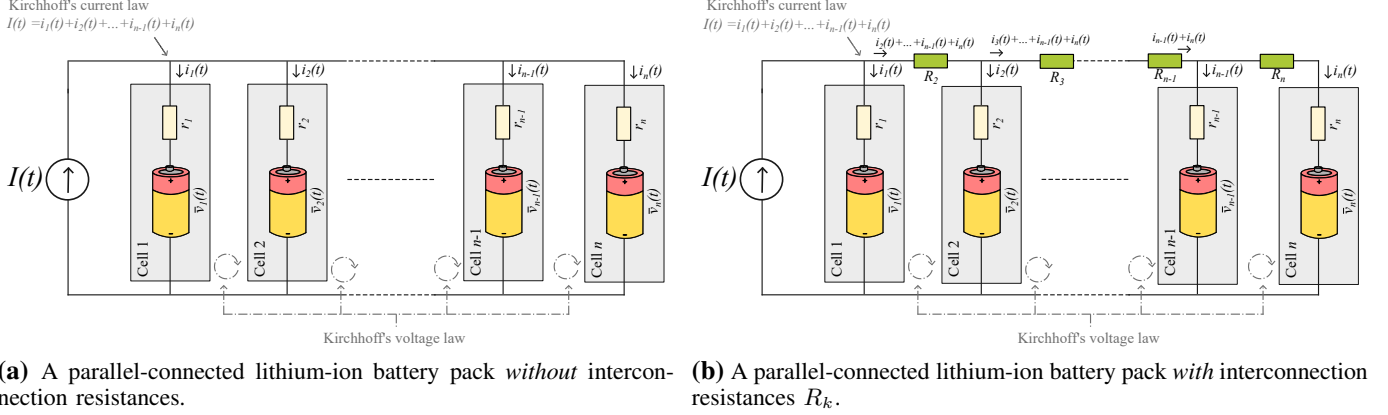 Kirchhoff's current law
I(t) =i1(t)+i2(t)+...+in-1(t)+in(t)
i1(t)
i2(t)
in-1(t)
in(t)
r1
r2
rn-1
rn
I(t)
+
+
+
+
v̄1(t)
v̄2(t)
v̄n-1(t)
v̄n(t)
-
-
-
-
Cell 1
Cell 2
Cell n-1
Cell n
Kirchhoff's voltage law
(a) A parallel-connected lithium-ion battery pack without intercon-
nection resistances.
Kirchhoff's current law
I(t) =i1(t)+i2(t)+...+in-1(t)+in(t)
i2(t)+...+in-1(t)+in(t)
i3(t)+...+in-1(t)+in(t)
in-1(t)+in(t)
R2
R3
Rn-1
Rn
i1(t)
i2(t)
in-1(t)
in(t)
r1
r2
rn-1
rn
I(t)
+
+
+
+
v̄1(t)
v̄2(t)
v̄n-1(t)
v̄n(t)
-
-
-
-
Cell 1
Cell 2
Cell n-1
Cell n
Kirchhoff's voltage law
(b) A parallel-connected lithium-ion battery pack with interconnection
resistances Rk.